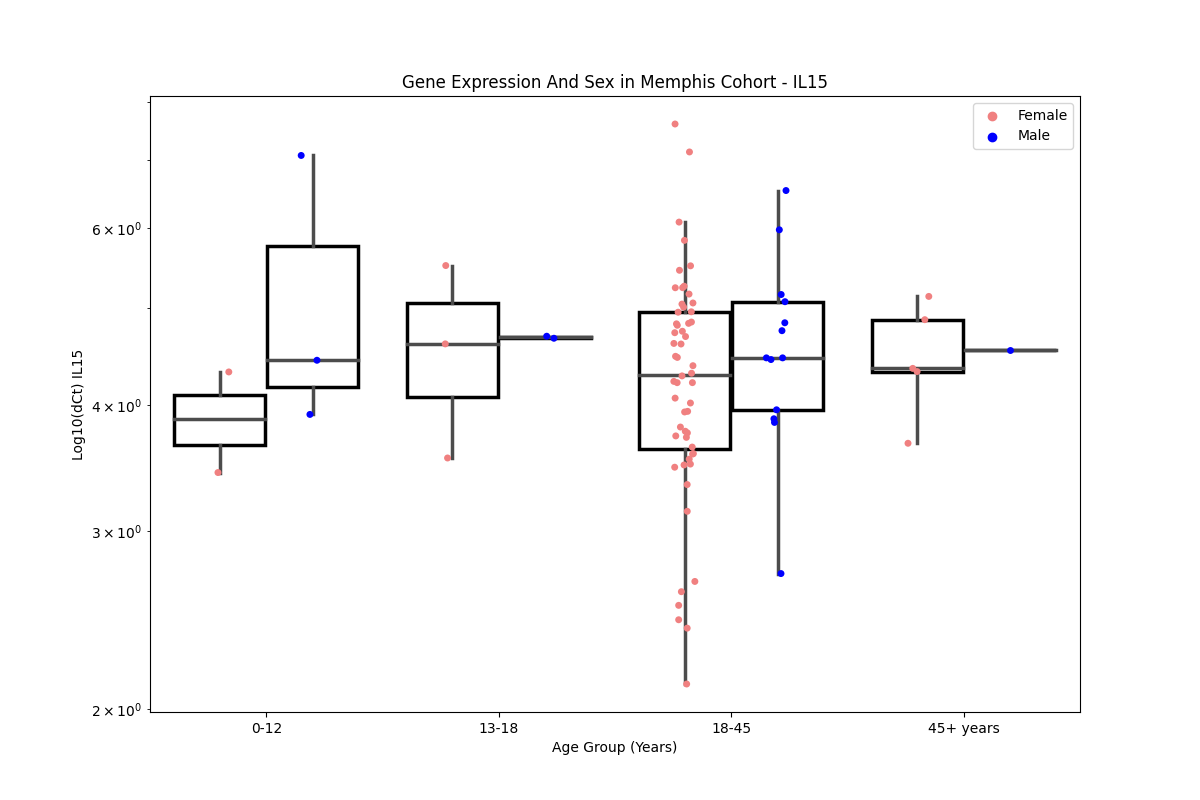 Gene Expression And Sex in Memphis Cohort - IL15
Female
Male
6 × 10⁰
4 × 10⁰
3 × 10⁰
2 × 10⁰
Log10(dCt) IL15
0-12
13-18
18-45
45+ years
Age Group (Years)